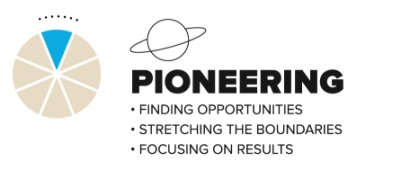 PIONEERING
• FINDING OPPORTUNITIES
• STRETCHING THE BOUNDARIES
• FOCUSING ON RESULTS